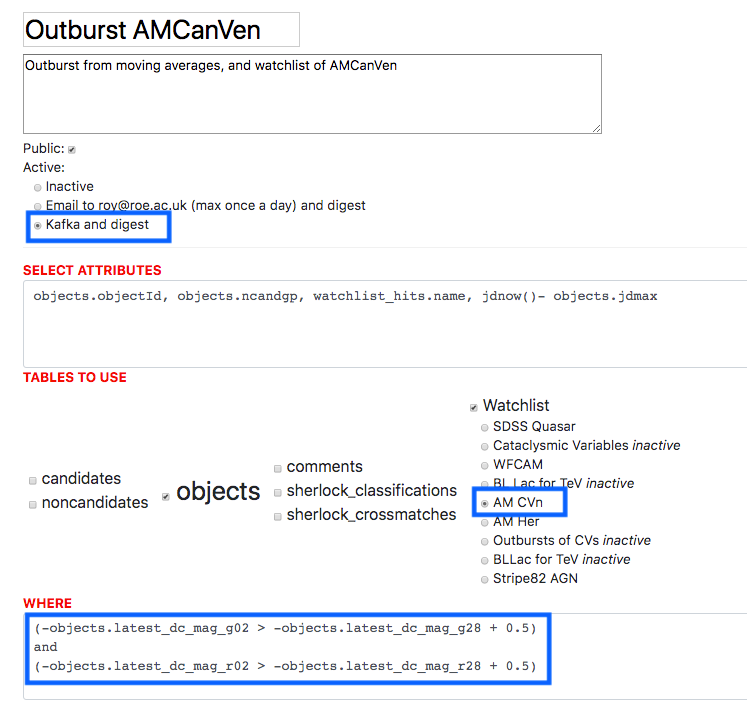 Outburst AMCanVen
Outburst from moving averages, and watchlist of AMCanVen
Public:
Active:
Inactive
Email to roy@roe.ac.uk (max once a day) and digest
Kafka and digest
SELECT ATTRIBUTES
objects.objectId, objects.ncandgp, watchlist_hits.name, jdnow()- objects.jdmax
TABLES TO USE
candidates
noncandidates
objects
comments
sherlock_classifications
sherlock_crossmatches
Watchlist
SDSS Quasar
Cataclysmic Variables inactive
WFCAM
BL Lac for TeV inactive
AM CVn
AM Her
Outbursts of CVs inactive
BLLac for TeV inactive
Stripe82 AGN
WHERE
(-objects.latest_dc_mag_g02 > -objects.latest_dc_mag_g28 + 0.5)
and
(-objects.latest_dc_mag_r02 > -objects.latest_dc_mag_r28 + 0.5)